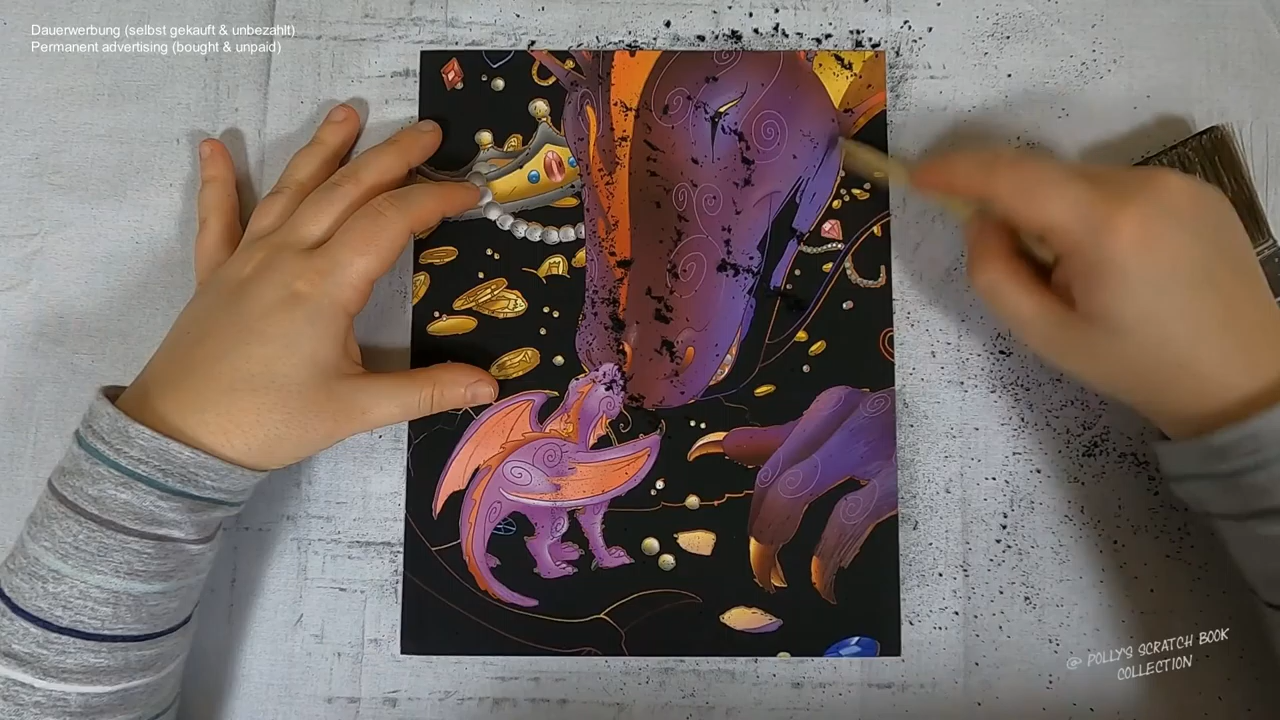 Dauerwerbung (selbst gekauft & unbezahlt)
Permanent advertising (bought & unpaid)
@ POLLY'S SCRATCH BOOK
COLLECTION